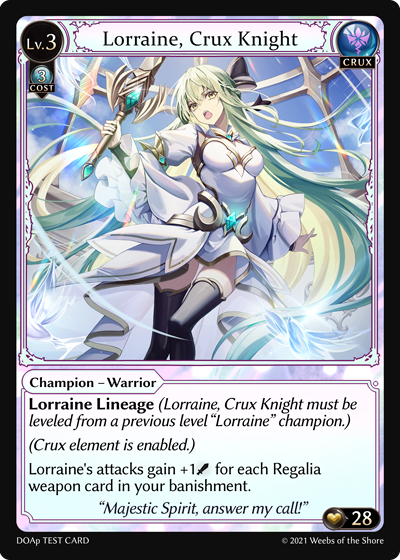 Lv.3
Lorraine, Crux Knight
CRUX
3
COST
Champion – Warrior
Lorraine Lineage (Lorraine, Crux Knight must be
leveled from a previous level “Lorraine” champion.)
(Crux element is enabled.)
Lorraine's attacks gain +1 for each Regalia
weapon card in your banishment.
“Majestic Spirit, answer my call!”
28
DOAp TEST CARD
© 2021 Weebs of the Shore